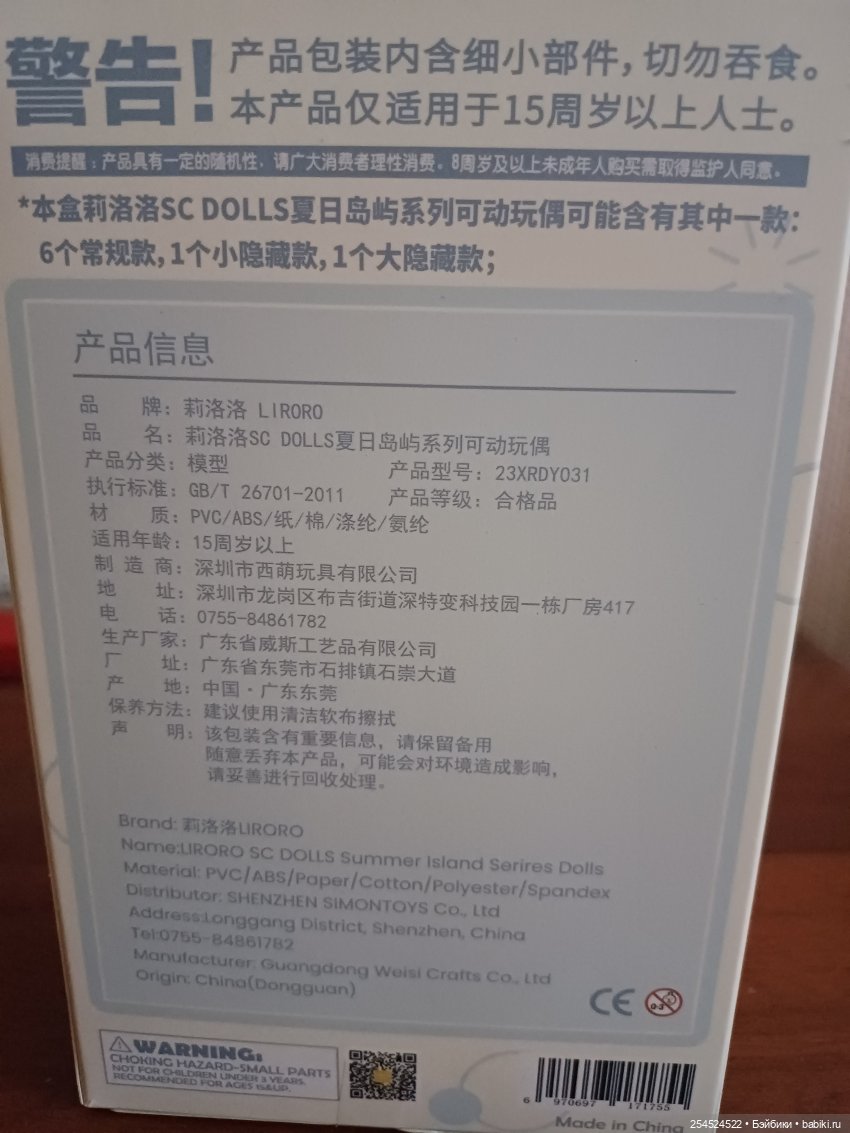 警告! 产品包装内含细小部件，切勿吞食。
本产品仅适用于15周岁以上人士。
消费提醒：产品具有一定的随机性，请广大消费者理性消费。8周岁及以上未成年人购买需取得监护人同意。
*本盒莉洛洛SC DOLLS夏日岛屿系列可动玩偶可能含有其中一款：
6个常规款，1个小隐藏款，1个大隐藏款；
产品信息
品 牌：莉洛洛 LIRORO
品 名：莉洛洛SC DOLLS夏日岛屿系列可动玩偶
产品分类：模型 产品型号：23XRDY031
执行标准：GB/T 26701-2011 产品等级：合格品
材 质：PVC/ABS/纸/棉/涤纶/氨纶
适用年龄：15周岁以上
制 造 商：深圳市西萌玩具有限公司
地 址：深圳市龙岗区布吉街道深特变科技园一栋厂房417
电 话：0755-84861782
生产厂家：广东省威斯工艺品有限公司
厂 址：广东省东莞市石排镇石崇大道
产 地：中国·广东东莞
保养方法：建议使用清洁软布擦拭
声 明：该包装含有重要信息，请保留备用
随意丢弃本产品，可能会对环境造成影响，
请妥善进行回收处理。
Brand: 莉洛洛LIRORO
Name:LIRORO SC DOLLS Summer Island Serires Dolls
Material: PVC/ABS/Paper/Cotton/Polyester/Spandex
Distributor: SHENZHEN SIMONTOYS Co., Ltd
Address:Longgang District, Shenzhen, China
Tel:0755-84861782
Manufacturer: Guangdong Weisi Crafts Co., Ltd
Origin: China(Dongguan)
CE 0-3
WARNING:
CHOKING HAZARD-SMALL PARTS
NOT FOR CHILDREN UNDER 3 YEARS.
RECOMMENDED FOR AGES 15&UP.
6 970697 171755
Made in China
254524522 • Бэйбики • babiki.ru